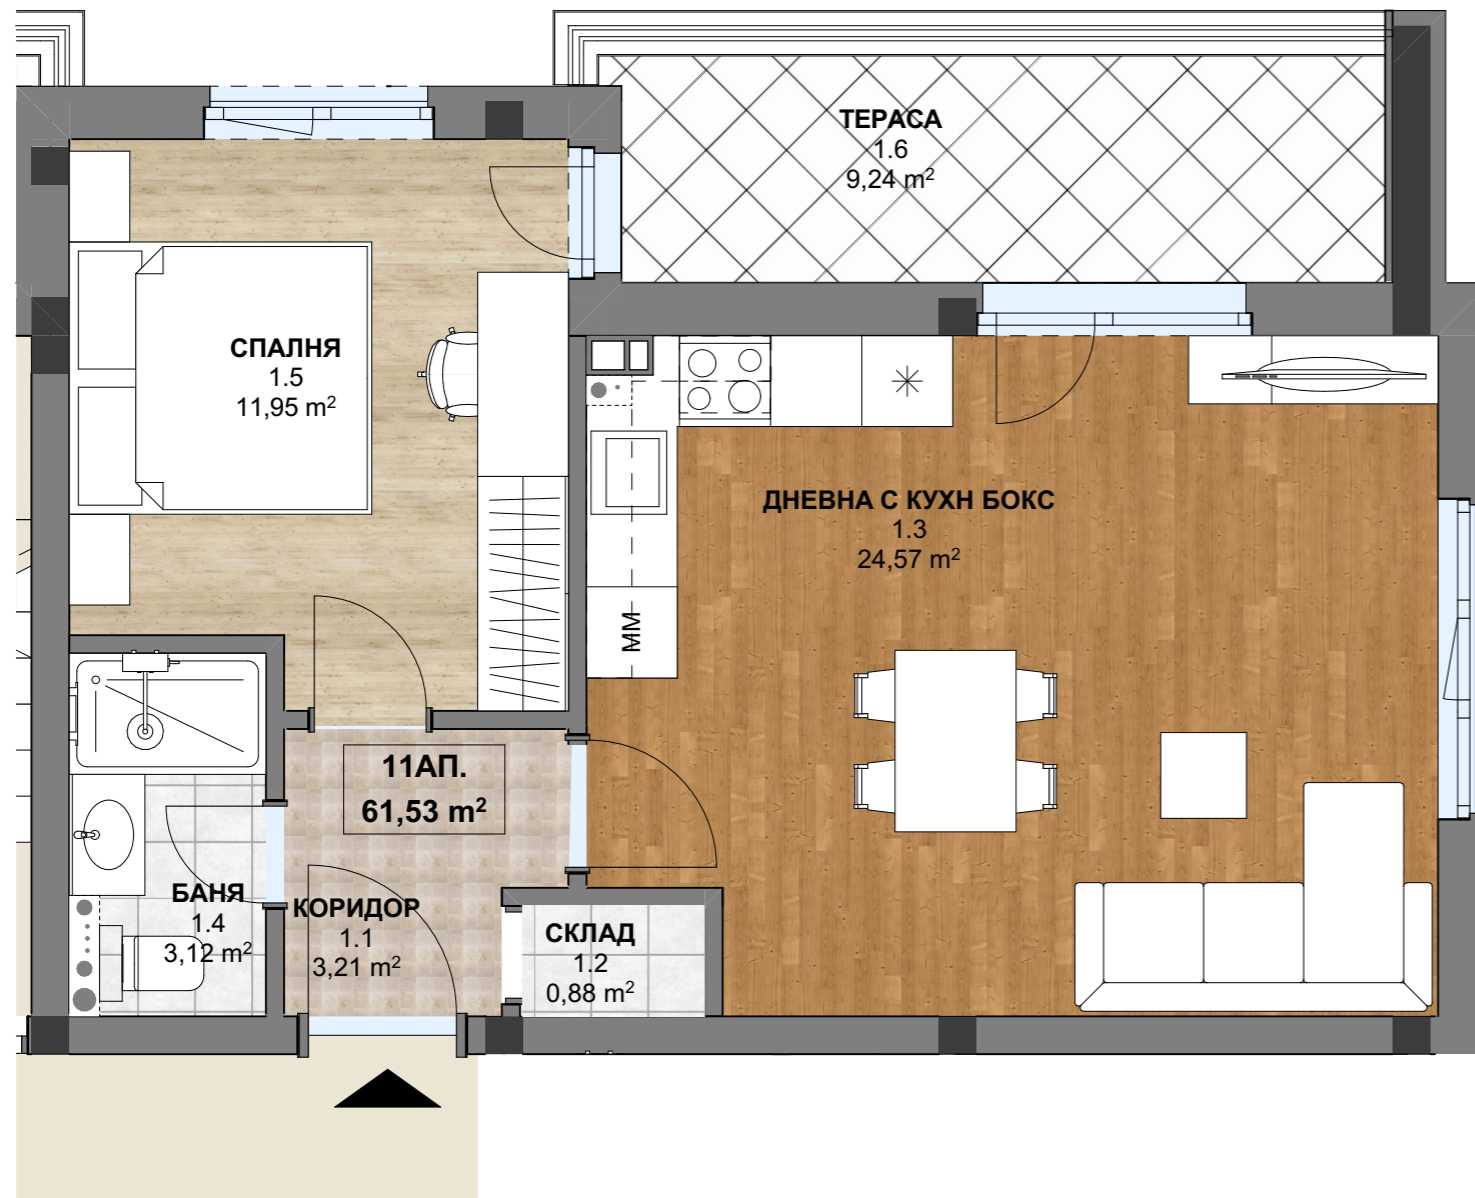 ТЕРАСА
1.6
9,24 m²
СПАЛНЯ
1.5
11,95 m²
ДНЕВНА С КУХН БОКС
1.3
24,57 m²
ММ
11АП.
61,53 m²
БАНЯ
1.4
3,12 m²
КОРИДОР
1.1
3,21 m²
СКЛАД
1.2
0,88 m²